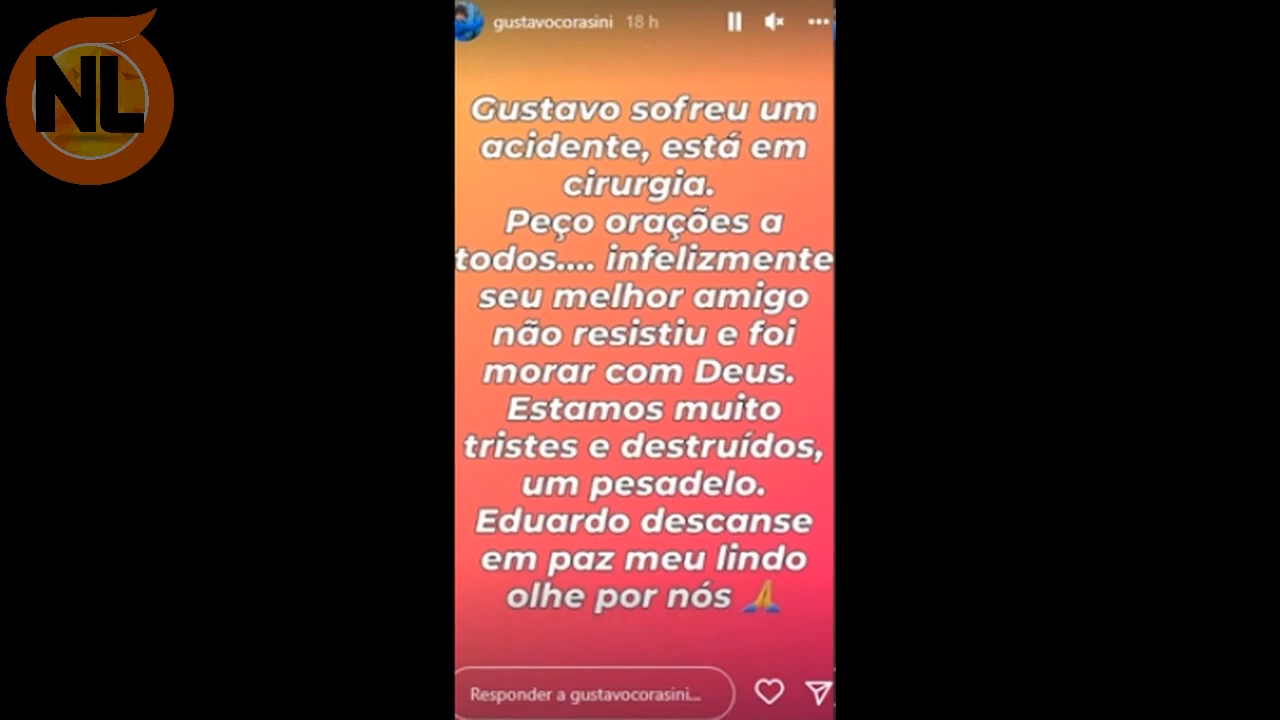 NL
gustavocorasini 18 h
Gustavo sofreu um
acidente, está em
cirurgia.
Peço orações a
todos.... infelizmente
seu melhor amigo
não resistiu e foi
morar com Deus.
Estamos muito
tristes e destruídos,
um pesadelo.
Eduardo descanse
em paz meu lindo
olhe por nós 🙏
Responder a gustavocorasini...